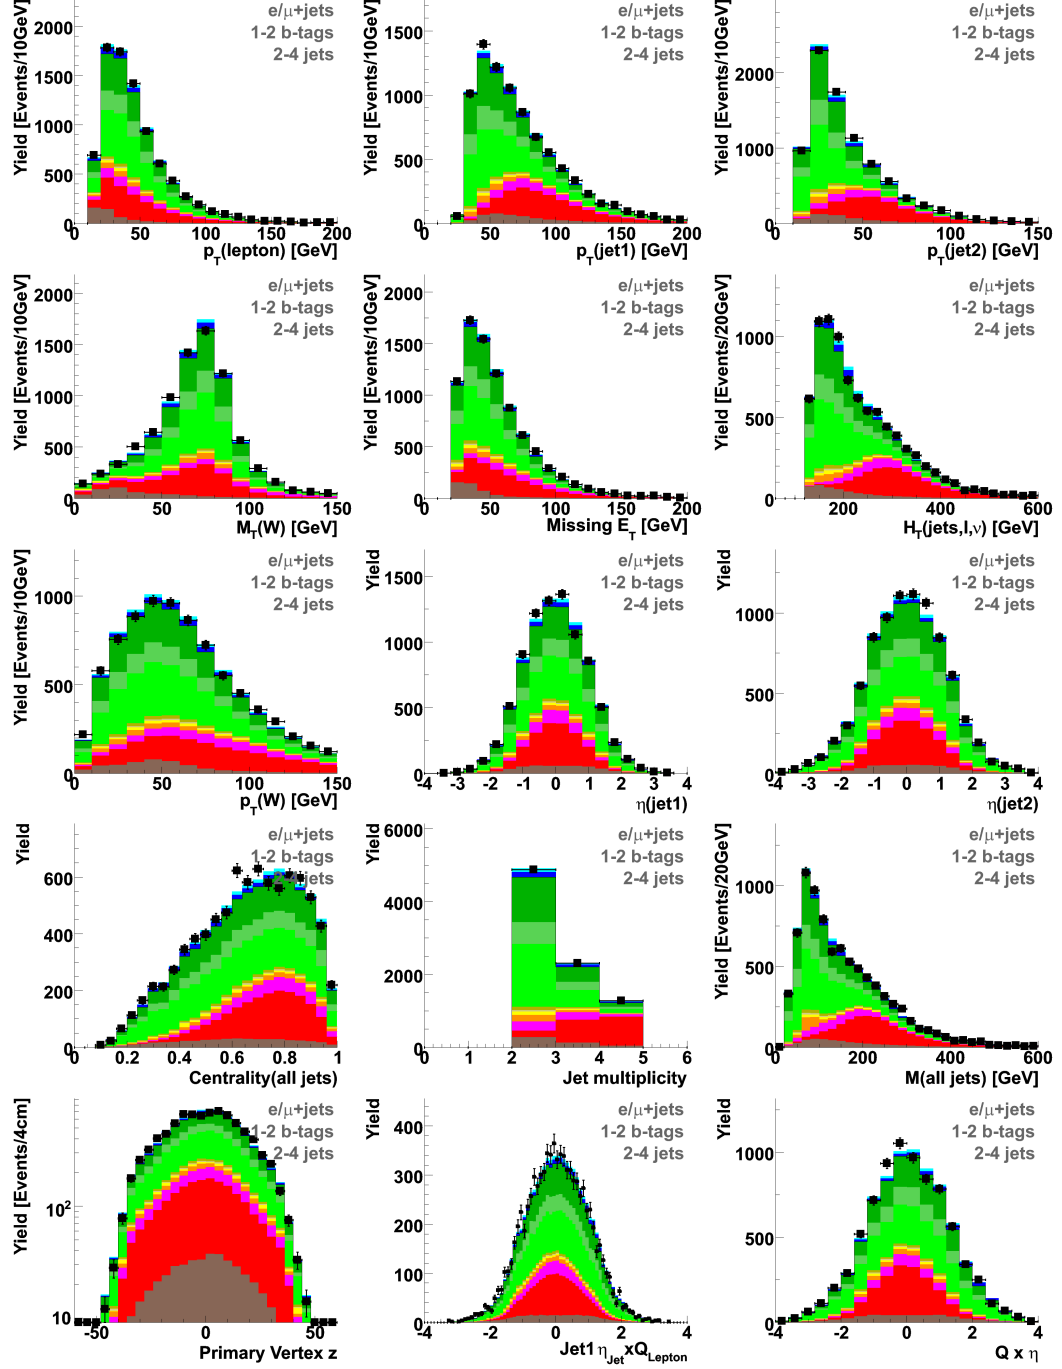 e/μ+jets
1-2 b-tags
2-4 jets
Yield [Events/10GeV]
2000
1500
1000
500
0
0 50 100 150 200
p_T(lepton) [GeV]
e/μ+jets
1-2 b-tags
2-4 jets
Yield [Events/10GeV]
1500
1000
500
0
0 50 100 150 200
p_T(jet1) [GeV]
e/μ+jets
1-2 b-tags
2-4 jets
Yield [Events/10GeV]
2000
1000
0
0 50 100 150
p_T(jet2) [GeV]
e/μ+jets
1-2 b-tags
2-4 jets
Yield [Events/10GeV]
2000
1500
1000
500
0
0 50 100 150
M_T(W) [GeV]
e/μ+jets
1-2 b-tags
2-4 jets
Yield [Events/10GeV]
2000
1500
1000
500
0
0 50 100 150 200
Missing E_T [GeV]
e/μ+jets
1-2 b-tags
2-4 jets
Yield [Events/20GeV]
1000
500
0
200 400 600
H_T(jets,l,ν) [GeV]
e/μ+jets
1-2 b-tags
2-4 jets
Yield [Events/10GeV]
1000
500
0
0 50 100 150
p_T(W) [GeV]
e/μ+jets
1-2 b-tags
2-4 jets
Yield
1500
1000
500
0
-4 -3 -2 -1 0 1 2 3 4
η(jet1)
e/μ+jets
1-2 b-tags
2-4 jets
Yield
1000
500
0
-4 -3 -2 -1 0 1 2 3 4
η(jet2)
e/μ+jets
1-2 b-tags
2-4 jets
Yield
600
400
200
0
0.2 0.4 0.6 0.8 1
Centrality(all jets)
e/μ+jets
1-2 b-tags
2-4 jets
Yield
6000
4000
2000
0
0 1 2 3 4 5 6
Jet multiplicity
e/μ+jets
1-2 b-tags
2-4 jets
Yield [Events/20GeV]
1000
500
0
0 200 400 600
M(all jets) [GeV]
e/μ+jets
1-2 b-tags
2-4 jets
Yield [Events/4cm]
10²
10
-50 0 50
Primary Vertex z
e/μ+jets
1-2 b-tags
2-4 jets
Yield
400
300
200
100
0
-4 -2 0 2 4
Jet1 η_Jet xQ_Lepton
e/μ+jets
1-2 b-tags
2-4 jets
Yield
1000
500
0
-4 -2 0 2 4
Q x η